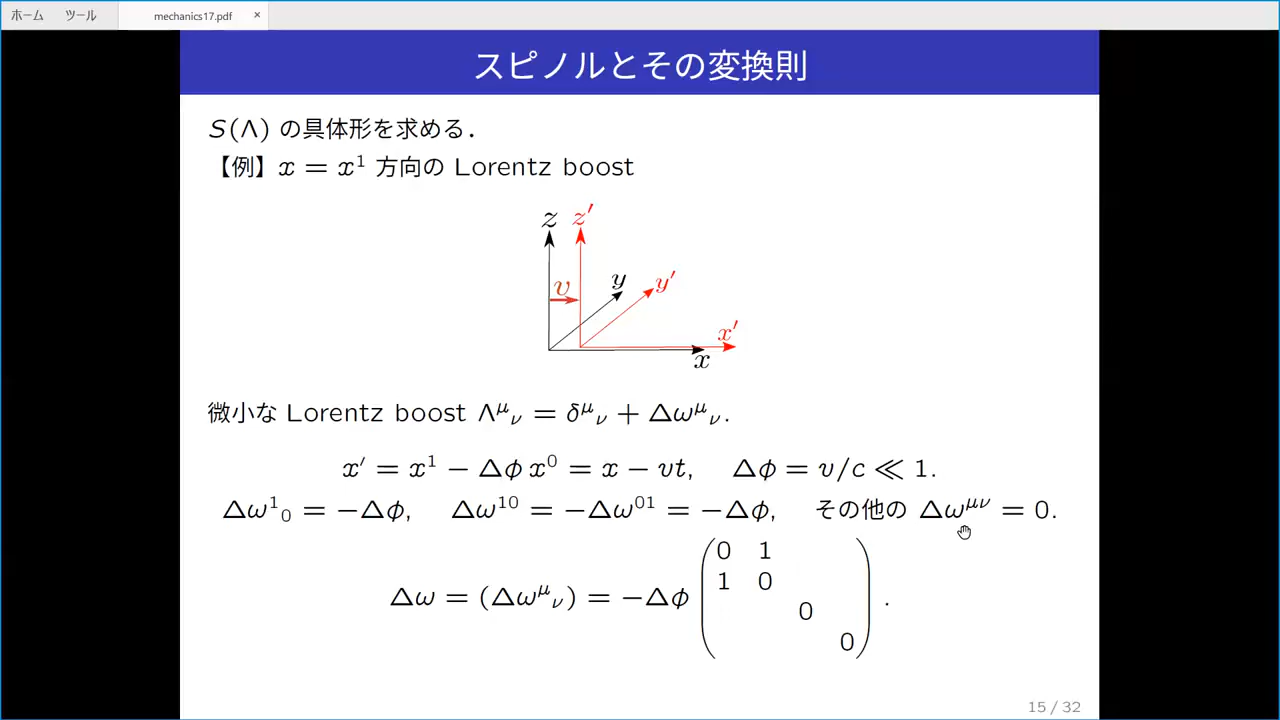 ホーム ツール mechanics17.pdf ×
スピノルとその変換則
S(Λ) の具体形を求める.
【例】x = x¹ 方向の Lorentz boost
z z′
v y y′
x′
x
微小な Lorentz boost Λ^μ_ν = δ^μ_ν + Δω^μ_ν.
x′ = x¹ − Δϕ x⁰ = x − vt, Δϕ = v/c ≪ 1.
Δω¹₀ = −Δϕ, Δω¹⁰ = −Δω⁰¹ = −Δϕ, その他の Δω^μν = 0.
0 1
1 0
Δω = (Δω^μ_ν) = −Δϕ .
0
0
15 / 32